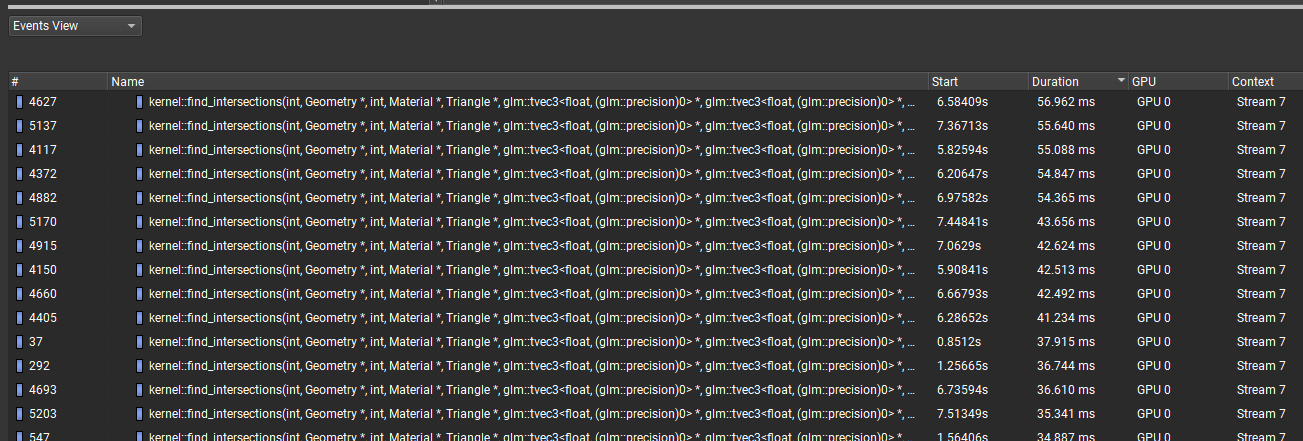 Events View
# Name Start Duration GPU Context
4627 kernel::find_intersections(int, Geometry *, int, Material *, Triangle *, glm::tvec3<float, (glm::precision)0> *, glm::tvec3<float, (glm::precision)0> *, ... 6.58409s 56.962 ms GPU 0 Stream 7
5137 kernel::find_intersections(int, Geometry *, int, Material *, Triangle *, glm::tvec3<float, (glm::precision)0> *, glm::tvec3<float, (glm::precision)0> *, ... 7.36713s 55.640 ms GPU 0 Stream 7
4117 kernel::find_intersections(int, Geometry *, int, Material *, Triangle *, glm::tvec3<float, (glm::precision)0> *, glm::tvec3<float, (glm::precision)0> *, ... 5.82594s 55.088 ms GPU 0 Stream 7
4372 kernel::find_intersections(int, Geometry *, int, Material *, Triangle *, glm::tvec3<float, (glm::precision)0> *, glm::tvec3<float, (glm::precision)0> *, ... 6.20647s 54.847 ms GPU 0 Stream 7
4882 kernel::find_intersections(int, Geometry *, int, Material *, Triangle *, glm::tvec3<float, (glm::precision)0> *, glm::tvec3<float, (glm::precision)0> *, ... 6.97582s 54.365 ms GPU 0 Stream 7
5170 kernel::find_intersections(int, Geometry *, int, Material *, Triangle *, glm::tvec3<float, (glm::precision)0> *, glm::tvec3<float, (glm::precision)0> *, ... 7.44841s 43.656 ms GPU 0 Stream 7
4915 kernel::find_intersections(int, Geometry *, int, Material *, Triangle *, glm::tvec3<float, (glm::precision)0> *, glm::tvec3<float, (glm::precision)0> *, ... 7.0629s 42.624 ms GPU 0 Stream 7
4150 kernel::find_intersections(int, Geometry *, int, Material *, Triangle *, glm::tvec3<float, (glm::precision)0> *, glm::tvec3<float, (glm::precision)0> *, ... 5.90841s 42.513 ms GPU 0 Stream 7
4660 kernel::find_intersections(int, Geometry *, int, Material *, Triangle *, glm::tvec3<float, (glm::precision)0> *, glm::tvec3<float, (glm::precision)0> *, ... 6.66793s 42.492 ms GPU 0 Stream 7
4405 kernel::find_intersections(int, Geometry *, int, Material *, Triangle *, glm::tvec3<float, (glm::precision)0> *, glm::tvec3<float, (glm::precision)0> *, ... 6.28652s 41.234 ms GPU 0 Stream 7
37 kernel::find_intersections(int, Geometry *, int, Material *, Triangle *, glm::tvec3<float, (glm::precision)0> *, glm::tvec3<float, (glm::precision)0> *, ... 0.8512s 37.915 ms GPU 0 Stream 7
292 kernel::find_intersections(int, Geometry *, int, Material *, Triangle *, glm::tvec3<float, (glm::precision)0> *, glm::tvec3<float, (glm::precision)0> *, ... 1.25665s 36.744 ms GPU 0 Stream 7
4693 kernel::find_intersections(int, Geometry *, int, Material *, Triangle *, glm::tvec3<float, (glm::precision)0> *, glm::tvec3<float, (glm::precision)0> *, ... 6.73594s 36.610 ms GPU 0 Stream 7
5203 kernel::find_intersections(int, Geometry *, int, Material *, Triangle *, glm::tvec3<float, (glm::precision)0> *, glm::tvec3<float, (glm::precision)0> *, ... 7.51349s 35.341 ms GPU 0 Stream 7
547 kernel::find_intersections(int, Geometry *, int, Material *, Triangle *, glm::tvec3<float, (glm::precision)0> *, glm::tvec3<float, (glm::precision)0> *, ... 1.56406s 34.887 ms GPU 0 Stream 7